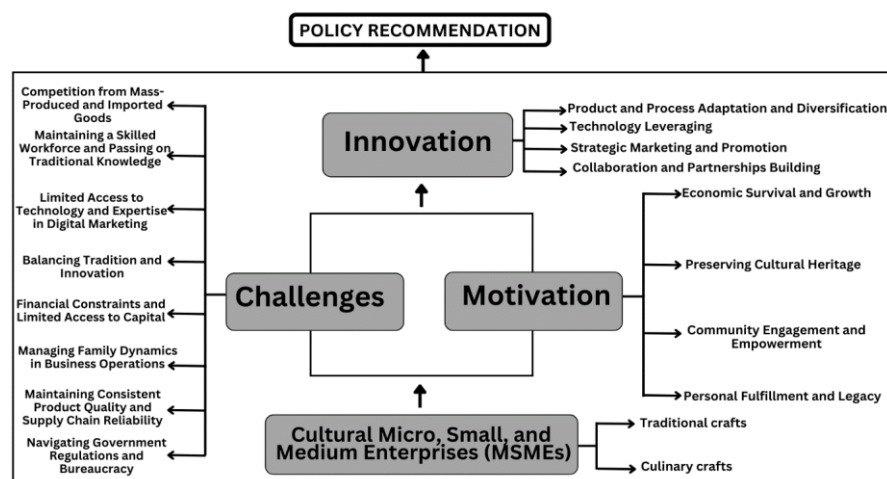 POLICY RECOMMENDATION
Competition from Mass-
Produced and Imported
Goods
Maintaining a Skilled
Workforce and Passing on
Traditional Knowledge
Limited Access to
Technology and Expertise
in Digital Marketing
Balancing Tradition and
Innovation
Financial Constraints and
Limited Access to Capital
Managing Family Dynamics
in Business Operations
Maintaining Consistent
Product Quality and
Supply Chain Reliability
Navigating Government
Regulations and
Bureaucracy
Challenges
Innovation
Product and Process Adaptation and Diversification
Technology Leveraging
Strategic Marketing and Promotion
Collaboration and Partnerships Building
Motivation
Economic Survival and Growth
Preserving Cultural Heritage
Community Engagement and
Empowerment
Personal Fulfillment and Legacy
Cultural Micro, Small, and
Medium Enterprises (MSMEs)
Traditional crafts
Culinary crafts